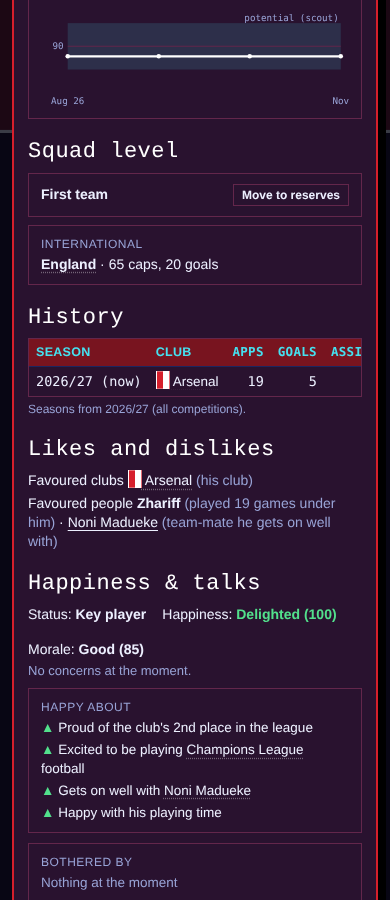 potential (scout)
90
Aug 26 Nov
Squad level
First team Move to reserves
INTERNATIONAL
England · 65 caps, 20 goals
History
SEASON CLUB APPS GOALS ASSI
2026/27 (now) Arsenal 19 5
Seasons from 2026/27 (all competitions).
Likes and dislikes
Favoured clubs Arsenal (his club)
Favoured people Zhariff (played 19 games under
him) · Noni Madueke (team-mate he gets on well
with)
Happiness & talks
Status: Key player Happiness: Delighted (100)
Morale: Good (85)
No concerns at the moment.
HAPPY ABOUT
▲ Proud of the club's 2nd place in the league
▲ Excited to be playing Champions League
football
▲ Gets on well with Noni Madueke
▲ Happy with his playing time
BOTHERED BY
Nothing at the moment